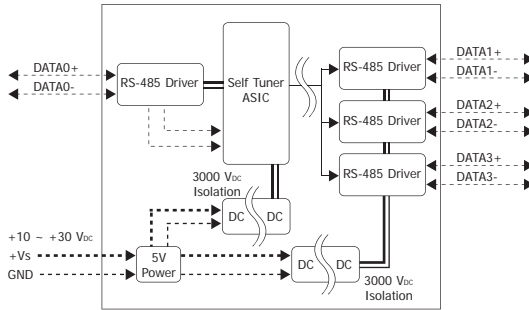 DATA0+
DATA0-
RS-485 Driver
Self Tuner
ASIC
RS-485 Driver
DATA1+
DATA1-
RS-485 Driver
DATA2+
DATA2-
RS-485 Driver
DATA3+
DATA3-
3000 VDC
Isolation
DC
DC
+10 ~ +30 VDC
+Vs
GND
5V
Power
DC
DC
3000 VDC
Isolation